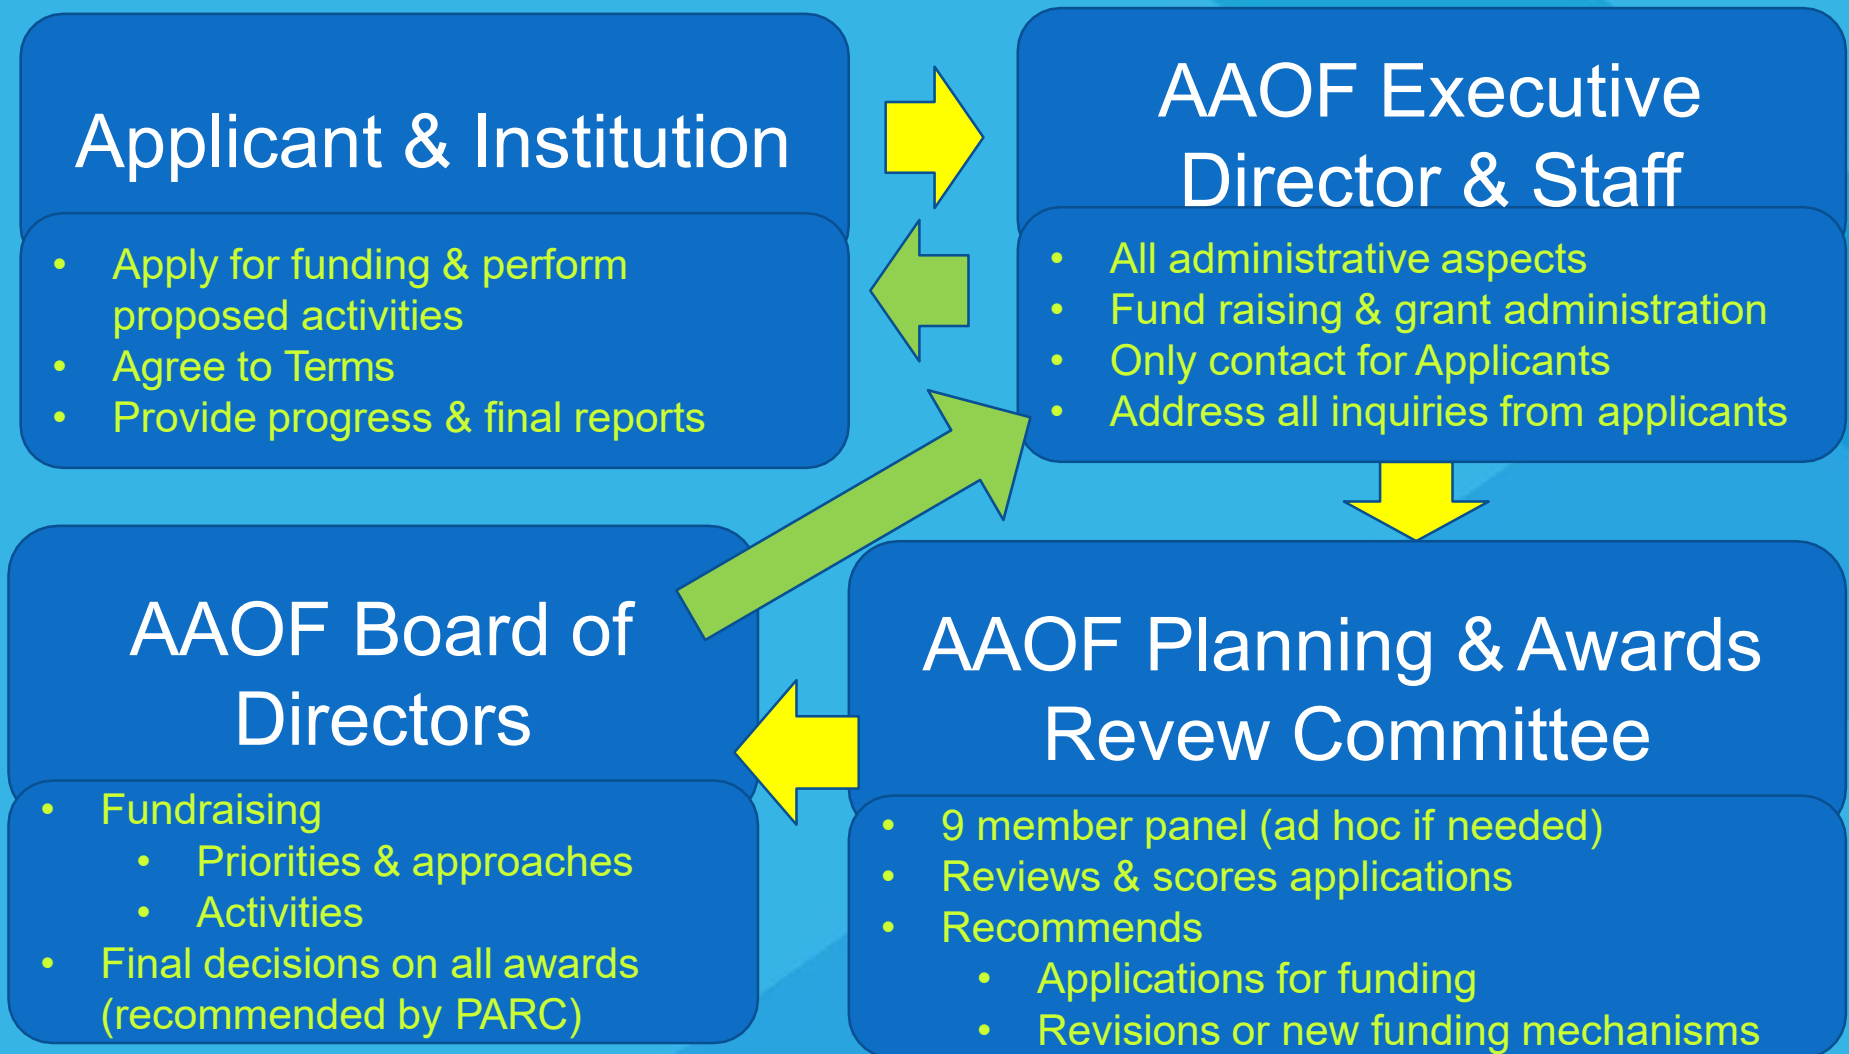 Applicant & Institution
• Apply for funding & perform
proposed activities
• Agree to Terms
• Provide progress & final reports
AAOF Executive
Director & Staff
• All administrative aspects
• Fund raising & grant administration
• Only contact for Applicants
• Address all inquiries from applicants
AAOF Board of
Directors
• Fundraising
• Priorities & approaches
• Activities
• Final decisions on all awards
(recommended by PARC)
AAOF Planning & Awards
Revew Committee
• 9 member panel (ad hoc if needed)
• Reviews & scores applications
• Recommends
• Applications for funding
• Revisions or new funding mechanisms